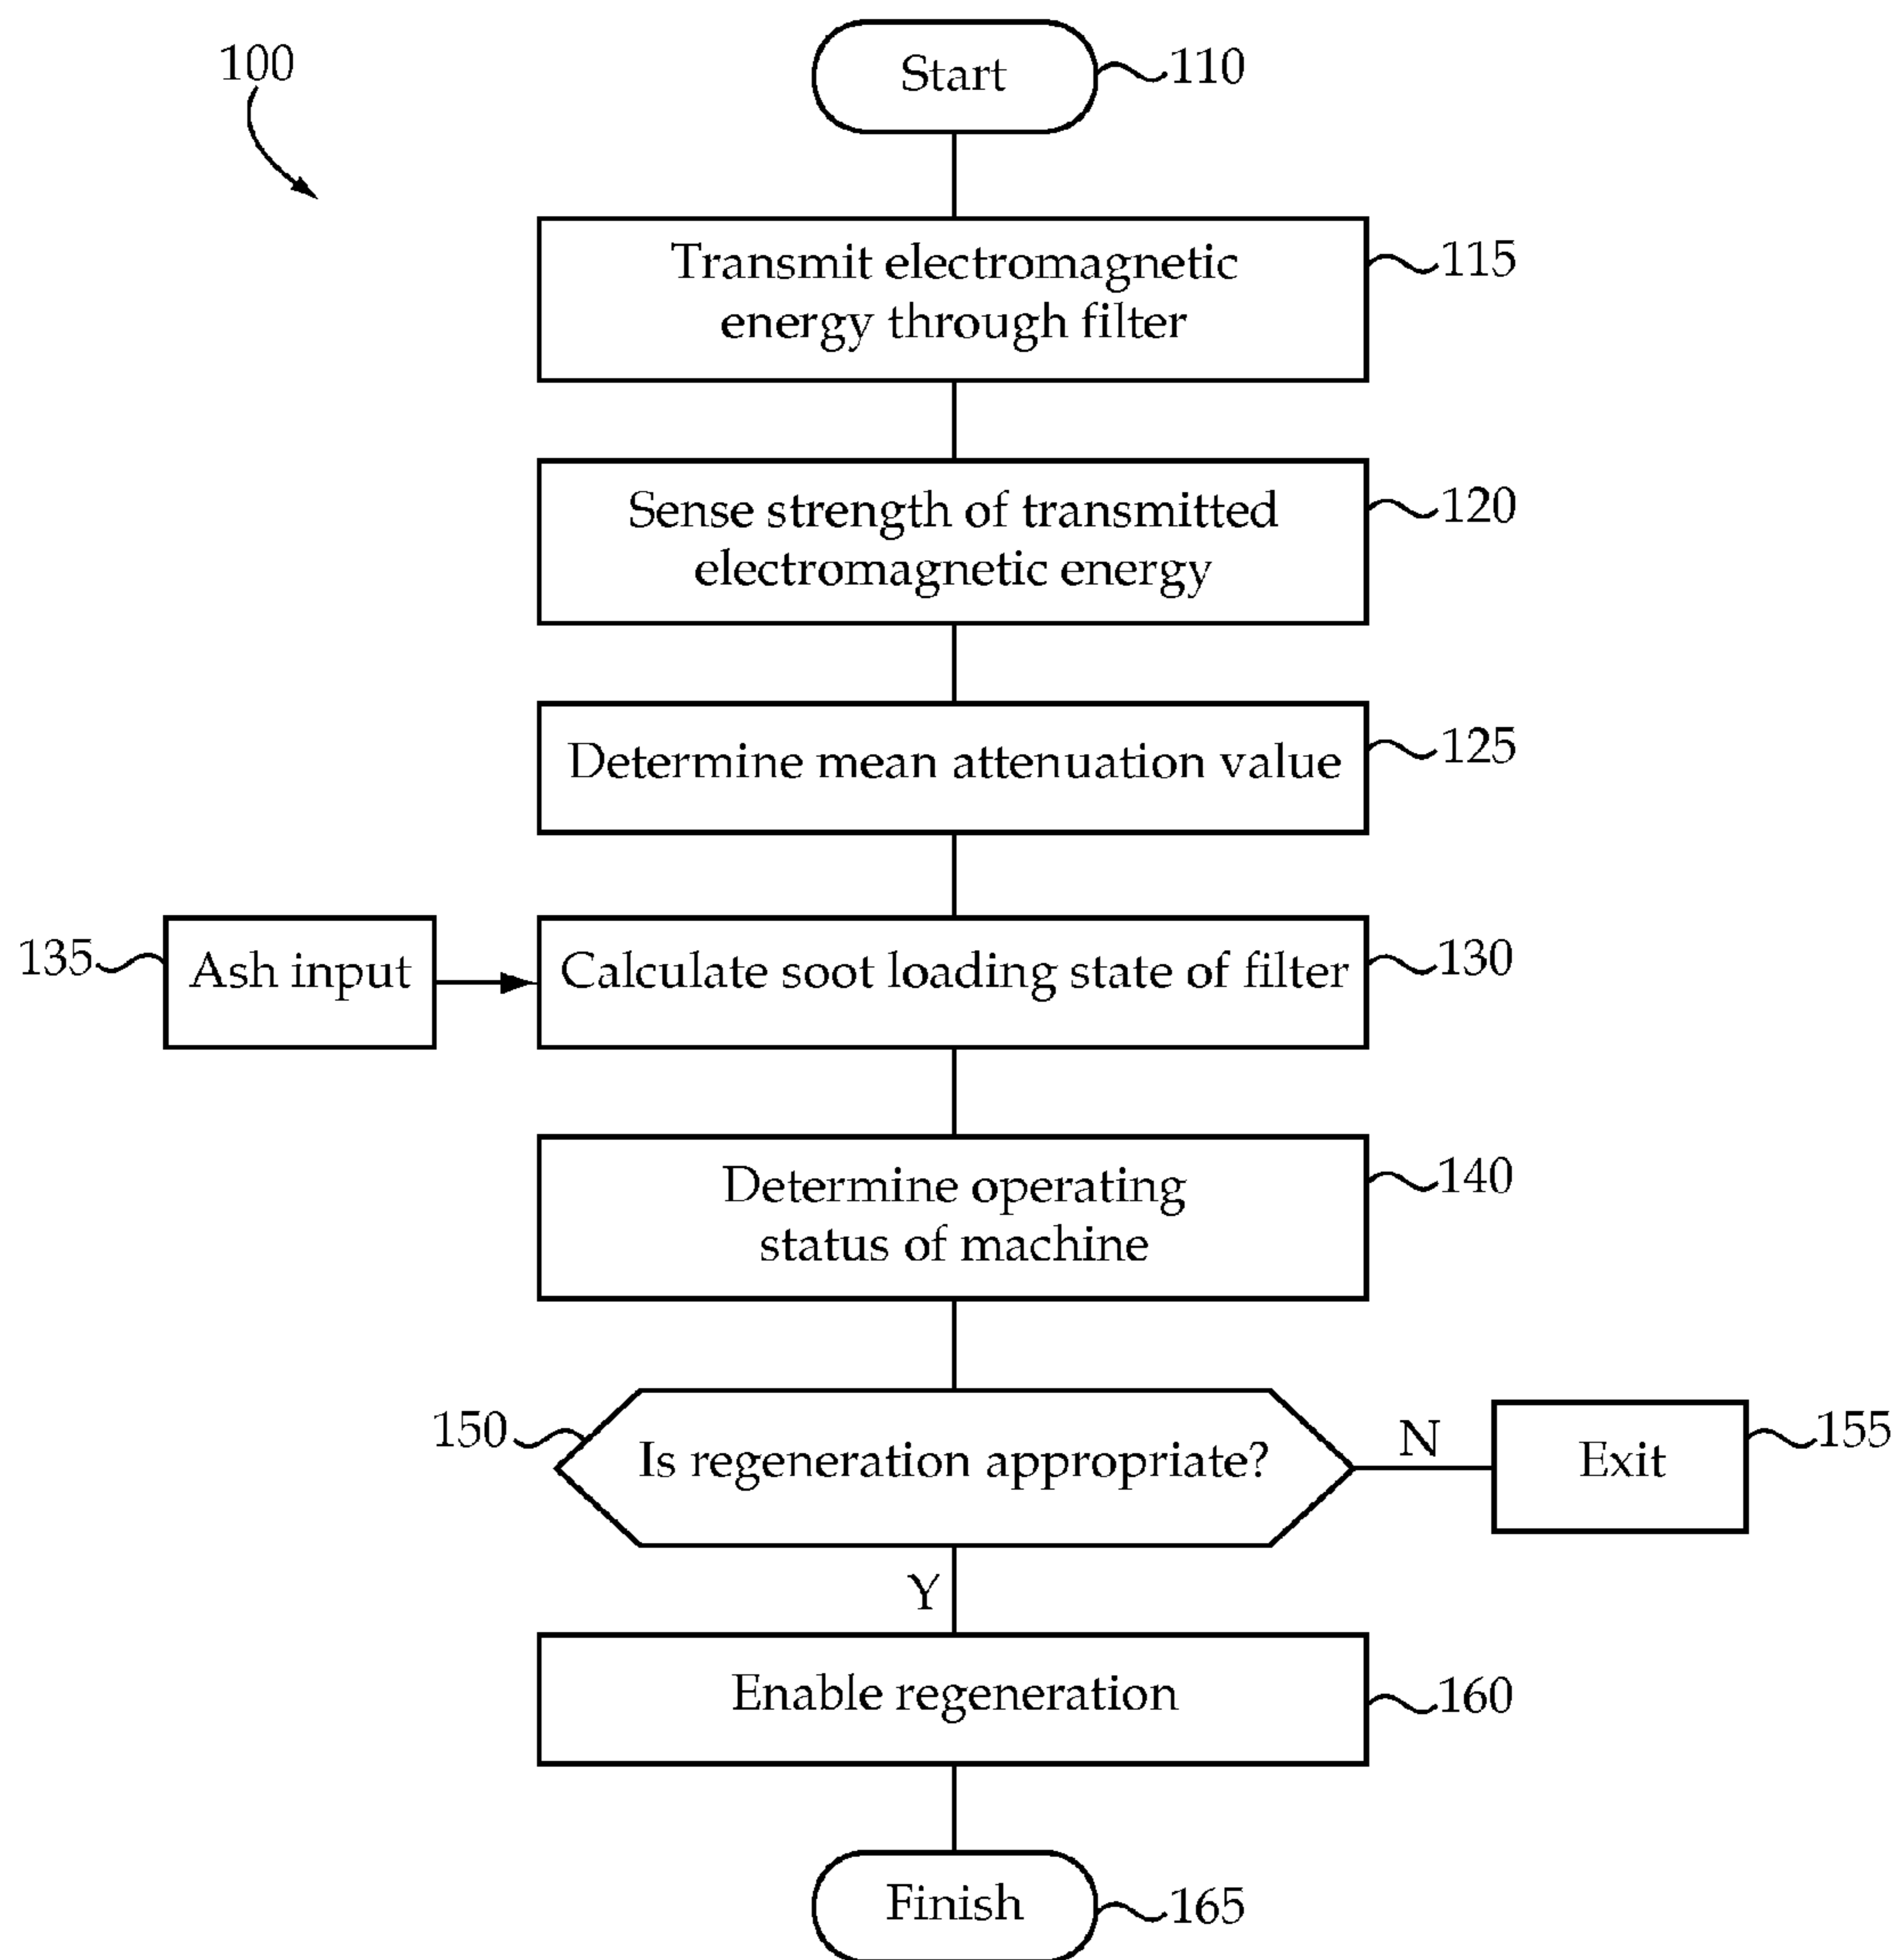 100
Start
110
Transmit electromagnetic
energy through filter
115
Sense strength of transmitted
electromagnetic energy
120
Determine mean attenuation value
125
135
Ash input
Calculate soot loading state of filter
130
Determine operating
status of machine
140
150
Is regeneration appropriate?
N
Exit
155
Y
Enable regeneration
160
Finish
165